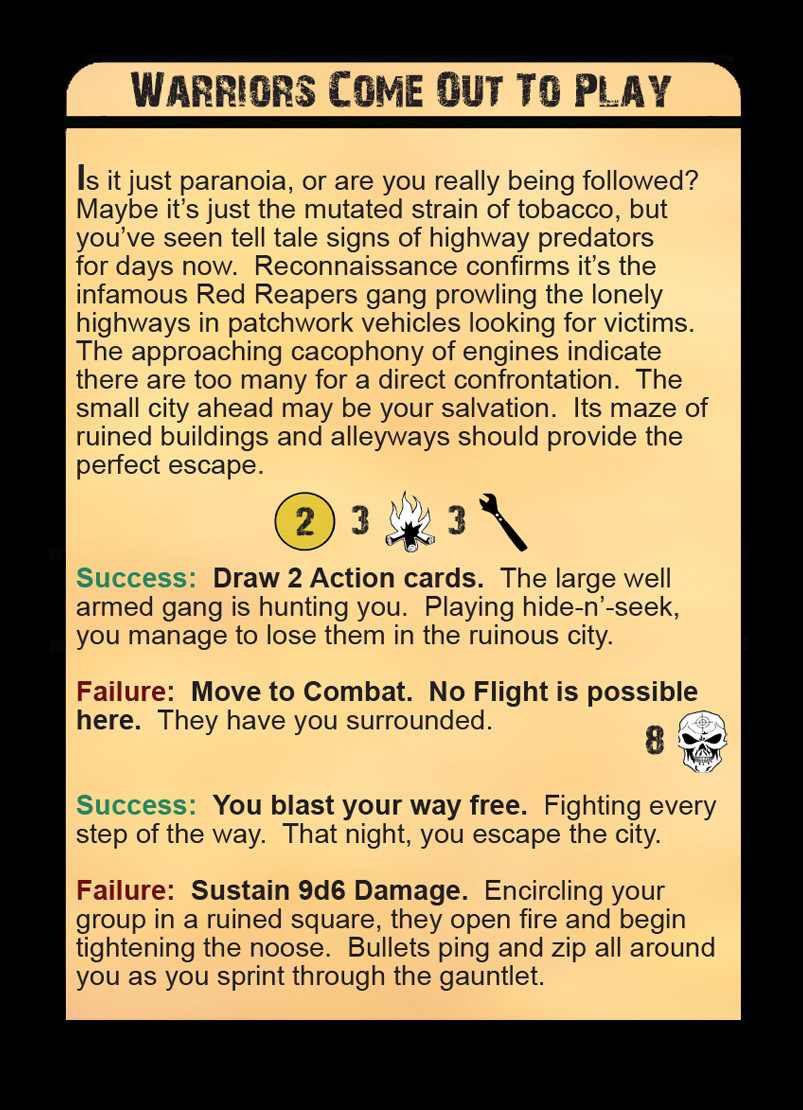 Warriors Come Out To Play
Is it just paranoia, or are you really being followed?
Maybe it's just the mutated strain of tobacco, but
you've seen tell tale signs of highway predators
for days now.  Reconnaissance confirms it's the
infamous Red Reapers gang prowling the lonely
highways in patchwork vehicles looking for victims.
The approaching cacophony of engines indicate
there are too many for a direct confrontation.  The
small city ahead may be your salvation.  Its maze of
ruined buildings and alleyways should provide the
perfect escape.
2 3 3
Success:  Draw 2 Action cards.  The large well
armed gang is hunting you.  Playing hide-n'-seek,
you manage to lose them in the ruinous city.
Failure:  Move to Combat.  No Flight is possible
here.  They have you surrounded.
8
Success:  You blast your way free.  Fighting every
step of the way.  That night, you escape the city.
Failure:  Sustain 9d6 Damage.  Encircling your
group in a ruined square, they open fire and begin
tightening the noose.  Bullets ping and zip all around
you as you sprint through the gauntlet.